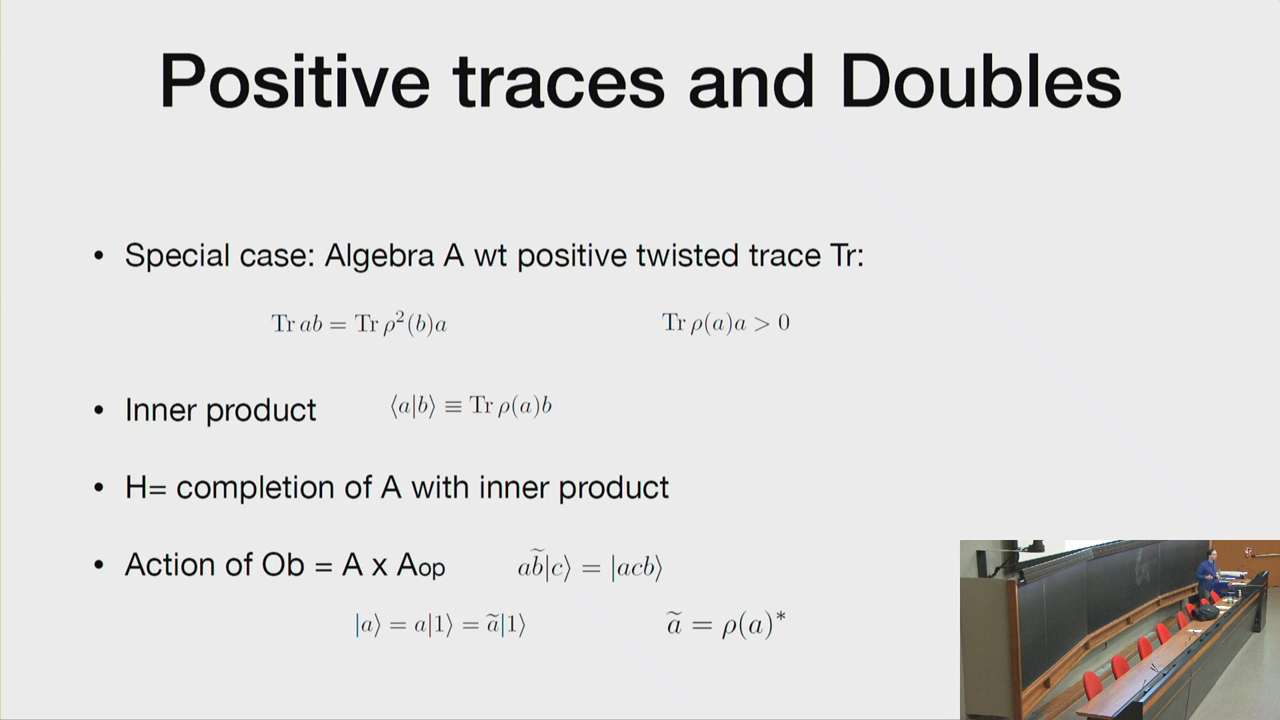 Positive traces and Doubles
• Special case: Algebra A wt positive twisted trace Tr:
Tr ab = Tr ρ²(b)a    Tr ρ(a)a > 0
• Inner product    ⟨a|b⟩ ≡ Tr ρ(a)b
• H= completion of A with inner product
• Action of Ob = A x Aop    ab̃|c⟩ = |acb⟩
|a⟩ = a|1⟩ = ã|1⟩    ã = ρ(a)*